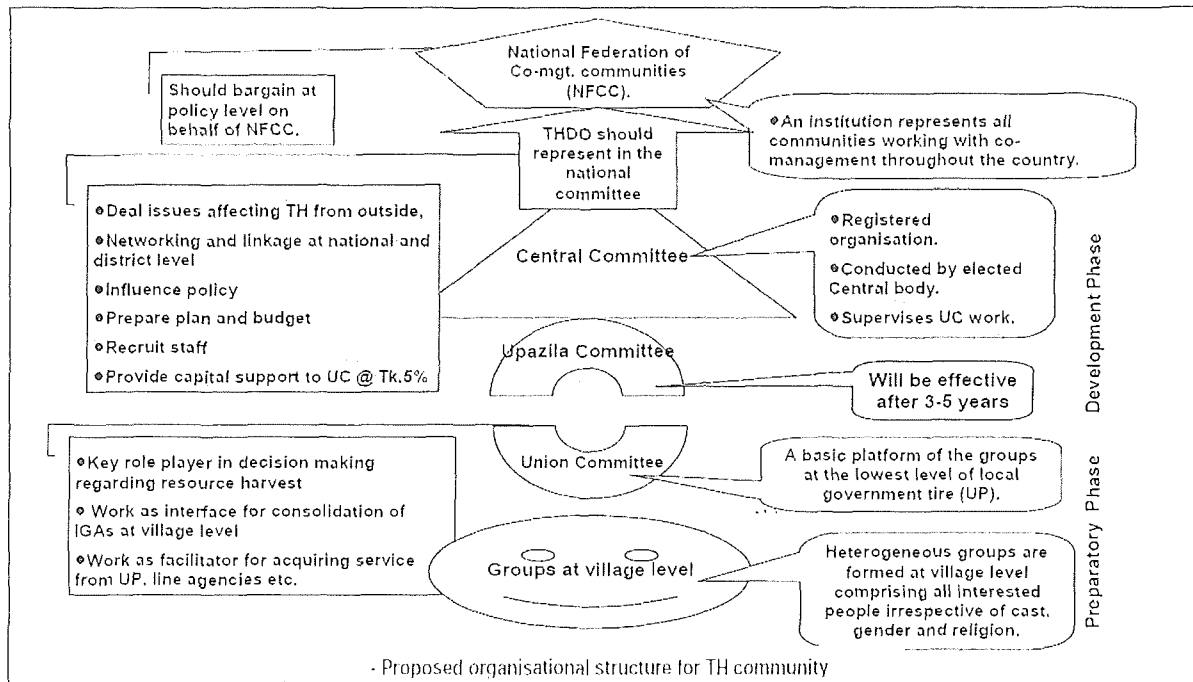 National Federation of
Co-mgt. communities
(NFCC).
Should bargain at
policy level on
behalf of NFCC.
• An institution represents all
communities working with co-
management throughout the country.
THDO should
represent in the
national
committee
• Deal issues affecting TH from outside,
• Networking and linkage at national and
district level
• Influence policy
• Prepare plan and budget
• Recruit staff
• Provide capital support to UC @ Tk.5%
Central Committee
• Registered
organisation.
• Conducted by elected
Central body.
• Supervises UC work.
Upazila Committee
Will be effective
after 3-5 years
Development Phase
• Key role player in decision making
regarding resource harvest
• Work as interface for consolidation of
IGAs at village level
• Work as facilitator for acquiring service
from UP, line agencies etc.
Union Committee
A basic platform of the groups
at the lowest level of local
government tire (UP).
Groups at village level
Heterogeneous groups are
formed at village level
comprising all interested
people irrespective of cast,
gender and religion.
Preparatory Phase
- Proposed organisational structure for TH community